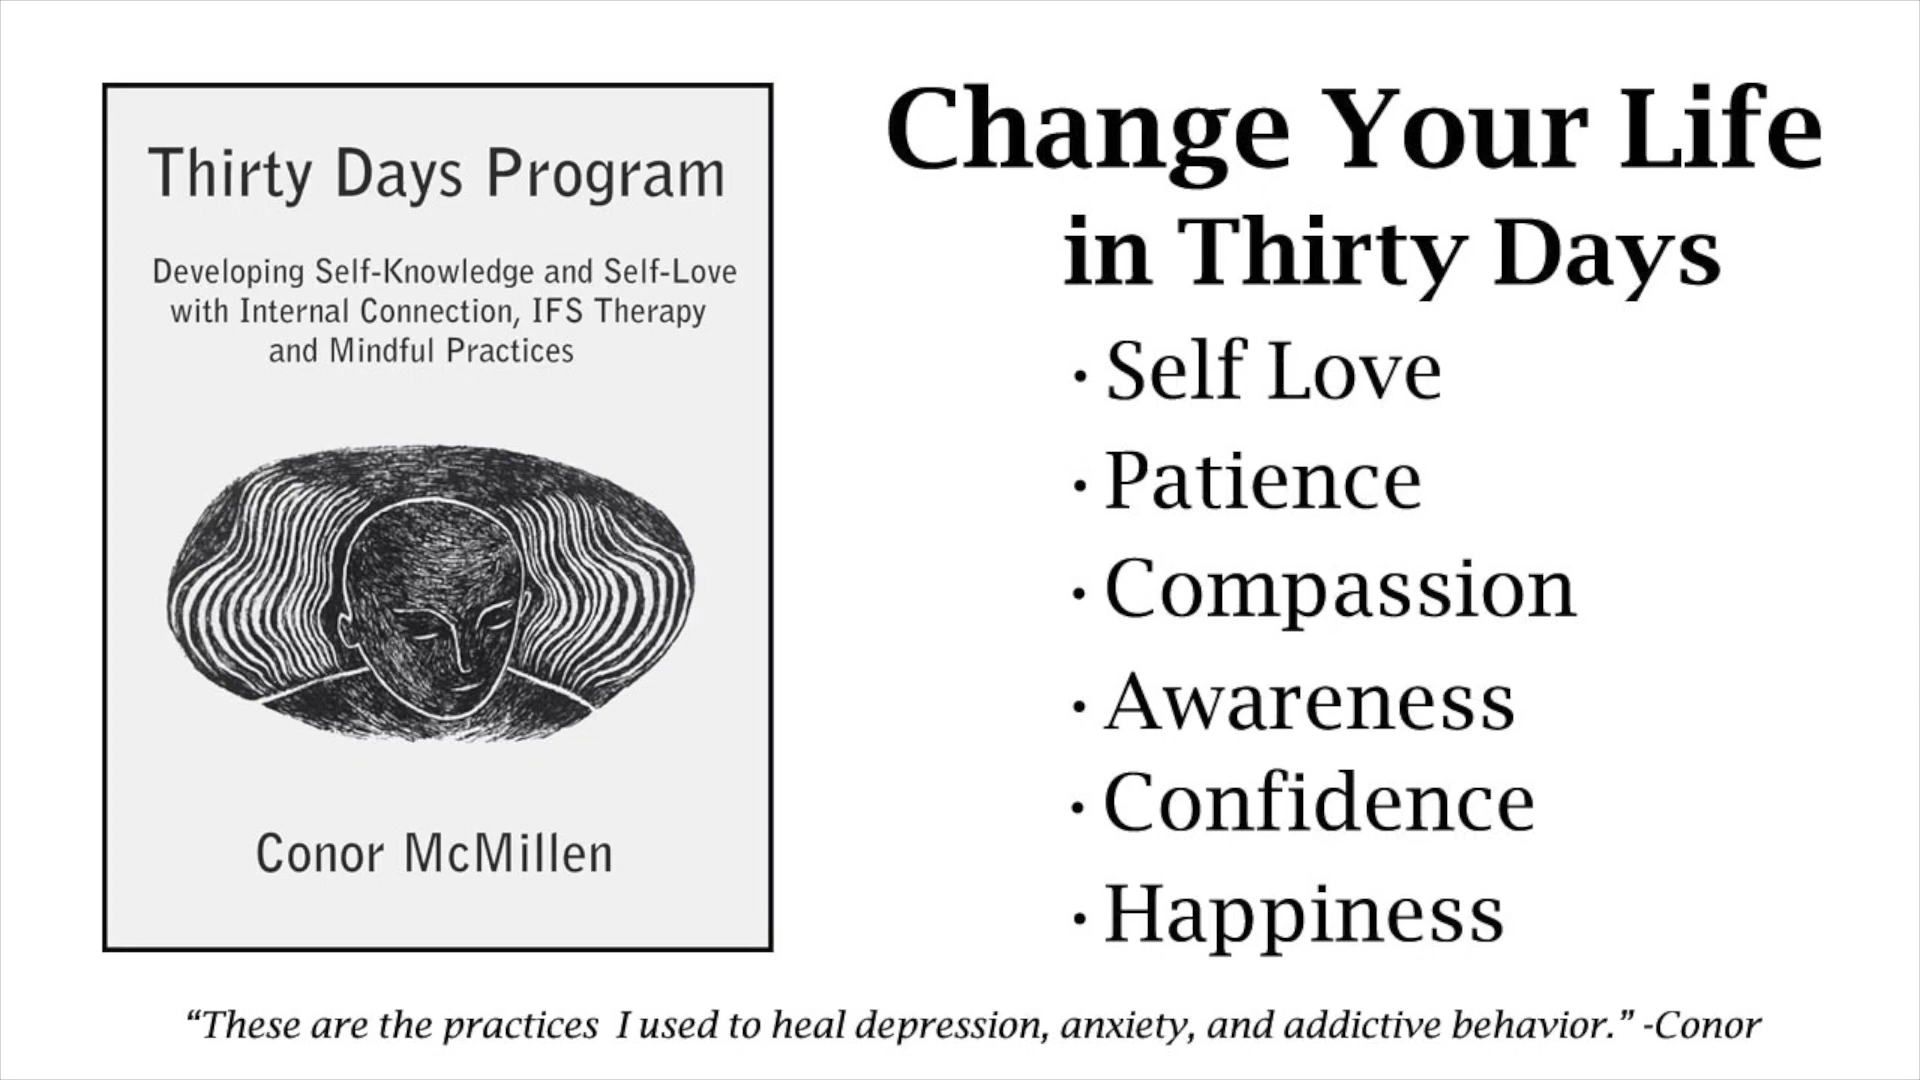 Thirty Days Program
Developing Self-Knowledge and Self-Love
with Internal Connection, IFS Therapy
and Mindful Practices
Conor McMillen
Change Your Life
in Thirty Days
· Self Love
· Patience
· Compassion
· Awareness
· Confidence
· Happiness
“These are the practices I used to heal depression, anxiety, and addictive behavior.” -Conor